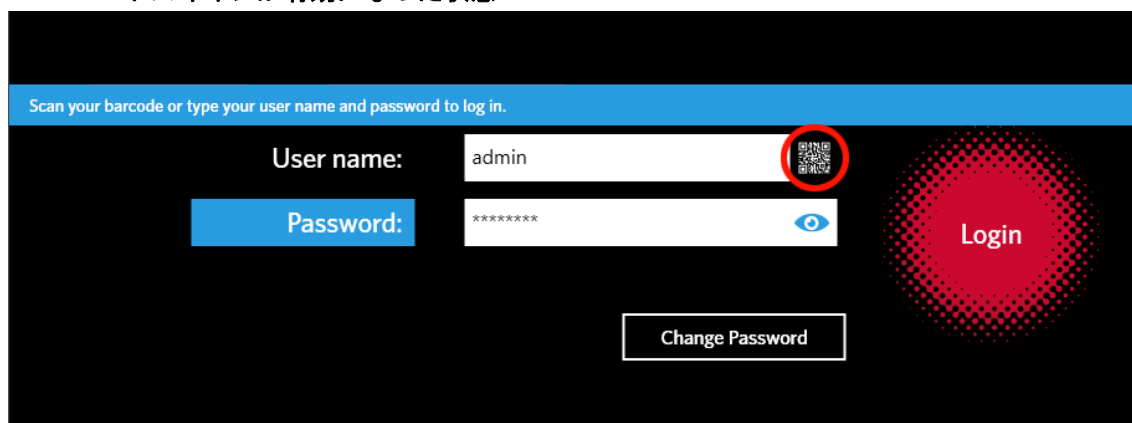 Scan your barcode or type your user name and password to log in.
User name:
admin
Password:
********
Login
Change Password